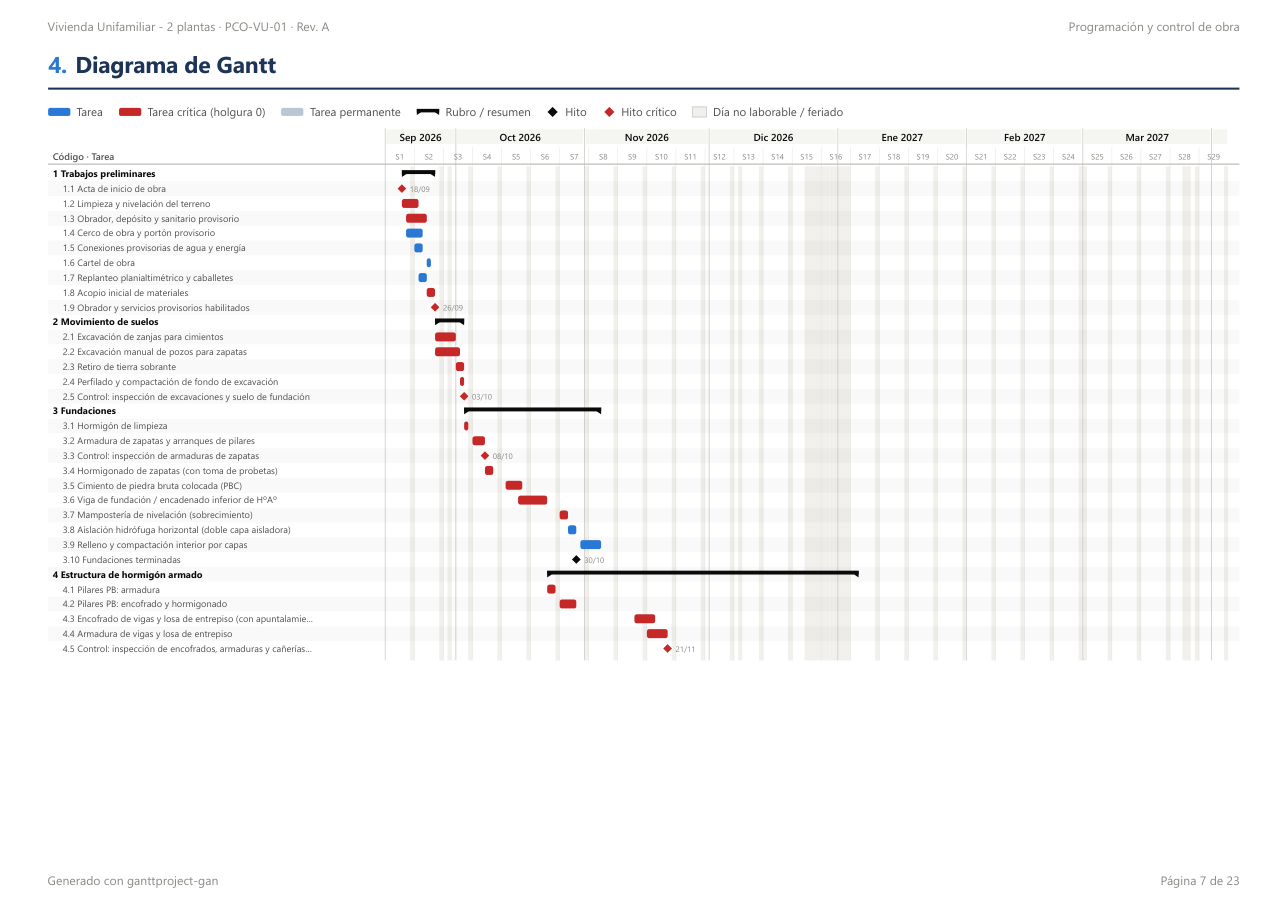 Vivienda Unifamiliar - 2 plantas · PCO-VU-01 · Rev. A
Programación y control de obra
4. Diagrama de Gantt
Tarea
Tarea crítica (holgura 0)
Tarea permanente
Rubro / resumen
Hito
Hito crítico
Día no laborable / feriado
Sep 2026 Oct 2026 Nov 2026 Dic 2026 Ene 2027 Feb 2027 Mar 2027
Código · Tarea
S1 S2 S3 S4 S5 S6 S7 S8 S9 S10 S11 S12 S13 S14 S15 S16 S17 S18 S19 S20 S21 S22 S23 S24 S25 S26 S27 S28 S29
1 Trabajos preliminares
1.1 Acta de inicio de obra 18/09
1.2 Limpieza y nivelación del terreno
1.3 Obrador, depósito y sanitario provisorio
1.4 Cerco de obra y portón provisorio
1.5 Conexiones provisorias de agua y energía
1.6 Cartel de obra
1.7 Replanteo planialtimétrico y caballetes
1.8 Acopio inicial de materiales
1.9 Obrador y servicios provisorios habilitados 26/09
2 Movimiento de suelos
2.1 Excavación de zanjas para cimientos
2.2 Excavación manual de pozos para zapatas
2.3 Retiro de tierra sobrante
2.4 Perfilado y compactación de fondo de excavación
2.5 Control: inspección de excavaciones y suelo de fundación 03/10
3 Fundaciones
3.1 Hormigón de limpieza
3.2 Armadura de zapatas y arranques de pilares
3.3 Control: inspección de armaduras de zapatas 08/10
3.4 Hormigonado de zapatas (con toma de probetas)
3.5 Cimiento de piedra bruta colocada (PBC)
3.6 Viga de fundación / encadenado inferior de HºAº
3.7 Mampostería de nivelación (sobrecimiento)
3.8 Aislación hidrófuga horizontal (doble capa aisladora)
3.9 Relleno y compactación interior por capas
3.10 Fundaciones terminadas 30/10
4 Estructura de hormigón armado
4.1 Pilares PB: armadura
4.2 Pilares PB: encofrado y hormigonado
4.3 Encofrado de vigas y losa de entrepiso (con apuntalamie...
4.4 Armadura de vigas y losa de entrepiso
4.5 Control: inspección de encofrados, armaduras y cañerías... 21/11
Generado con ganttproject-gan
Página 7 de 23